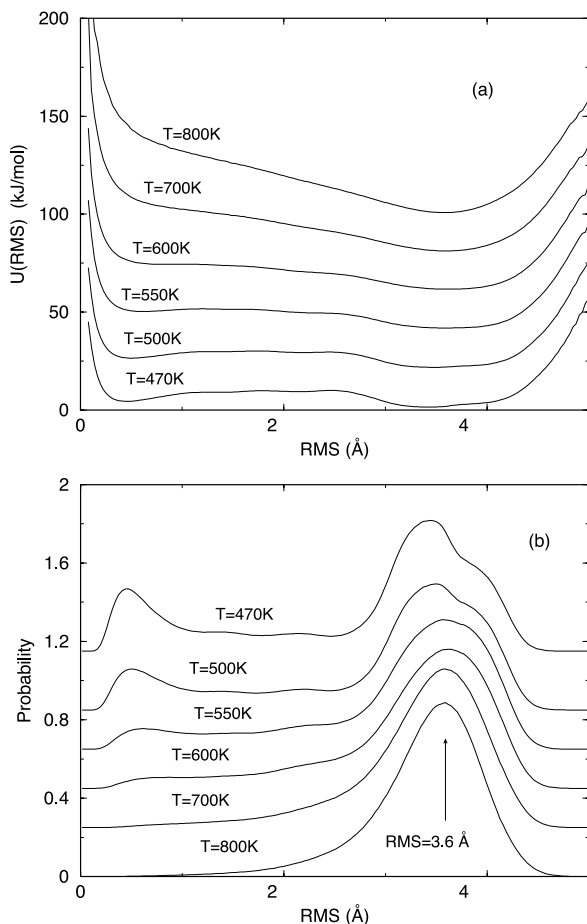 200
150
100
50
0
U(RMS) (kJ/mol)
(a)
T=800K
T=700K
T=600K
T=550K
T=500K
T=470K
0
2
4
RMS (Å)
2
1.6
1.2
0.8
0.4
0
Probability
(b)
T=470K
T=500K
T=550K
T=600K
T=700K
T=800K
RMS=3.6 Å
0
2
4
RMS (Å)